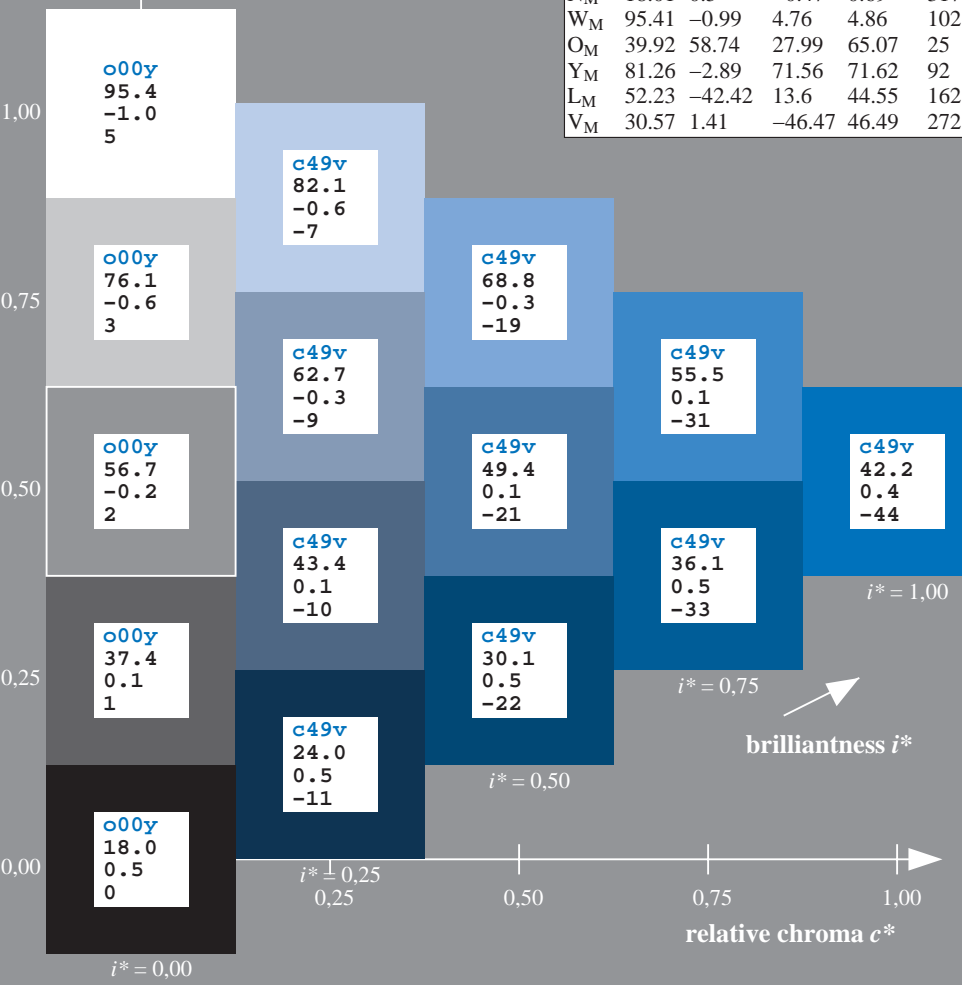 W_M 95.41 −0.99 4.76 4.86 102
O_M 39.92 58.74 27.99 65.07 25
Y_M 81.26 −2.89 71.56 71.62 92
L_M 52.23 −42.42 13.6 44.55 162
V_M 30.57 1.41 −46.47 46.49 272
o00y
95.4
−1.0
5
1,00
c49v
82.1
−0.6
−7
o00y
76.1
−0.6
3
c49v
68.8
−0.3
−19
0,75
c49v
62.7
−0.3
−9
c49v
55.5
0.1
−31
o00y
56.7
−0.2
2
c49v
49.4
0.1
−21
c49v
42.2
0.4
−44
0,50
c49v
43.4
0.1
−10
c49v
36.1
0.5
−33
i* = 1,00
o00y
37.4
0.1
1
c49v
30.1
0.5
−22
0,25
i* = 0,75
c49v
24.0
0.5
−11
brilliantness i*
i* = 0,50
o00y
18.0
0.5
0
0,00
i* = 0,25
0,25 0,50 0,75 1,00
relative chroma c*
i* = 0,00